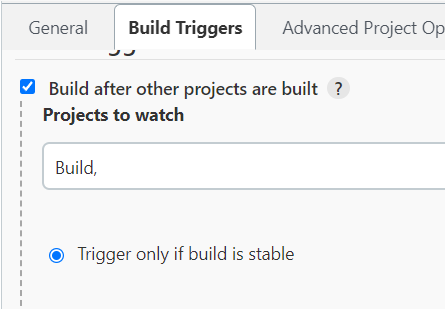 General
Build Triggers
Advanced Project Op
Build after other projects are built ?
Projects to watch
Build,
Trigger only if build is stable